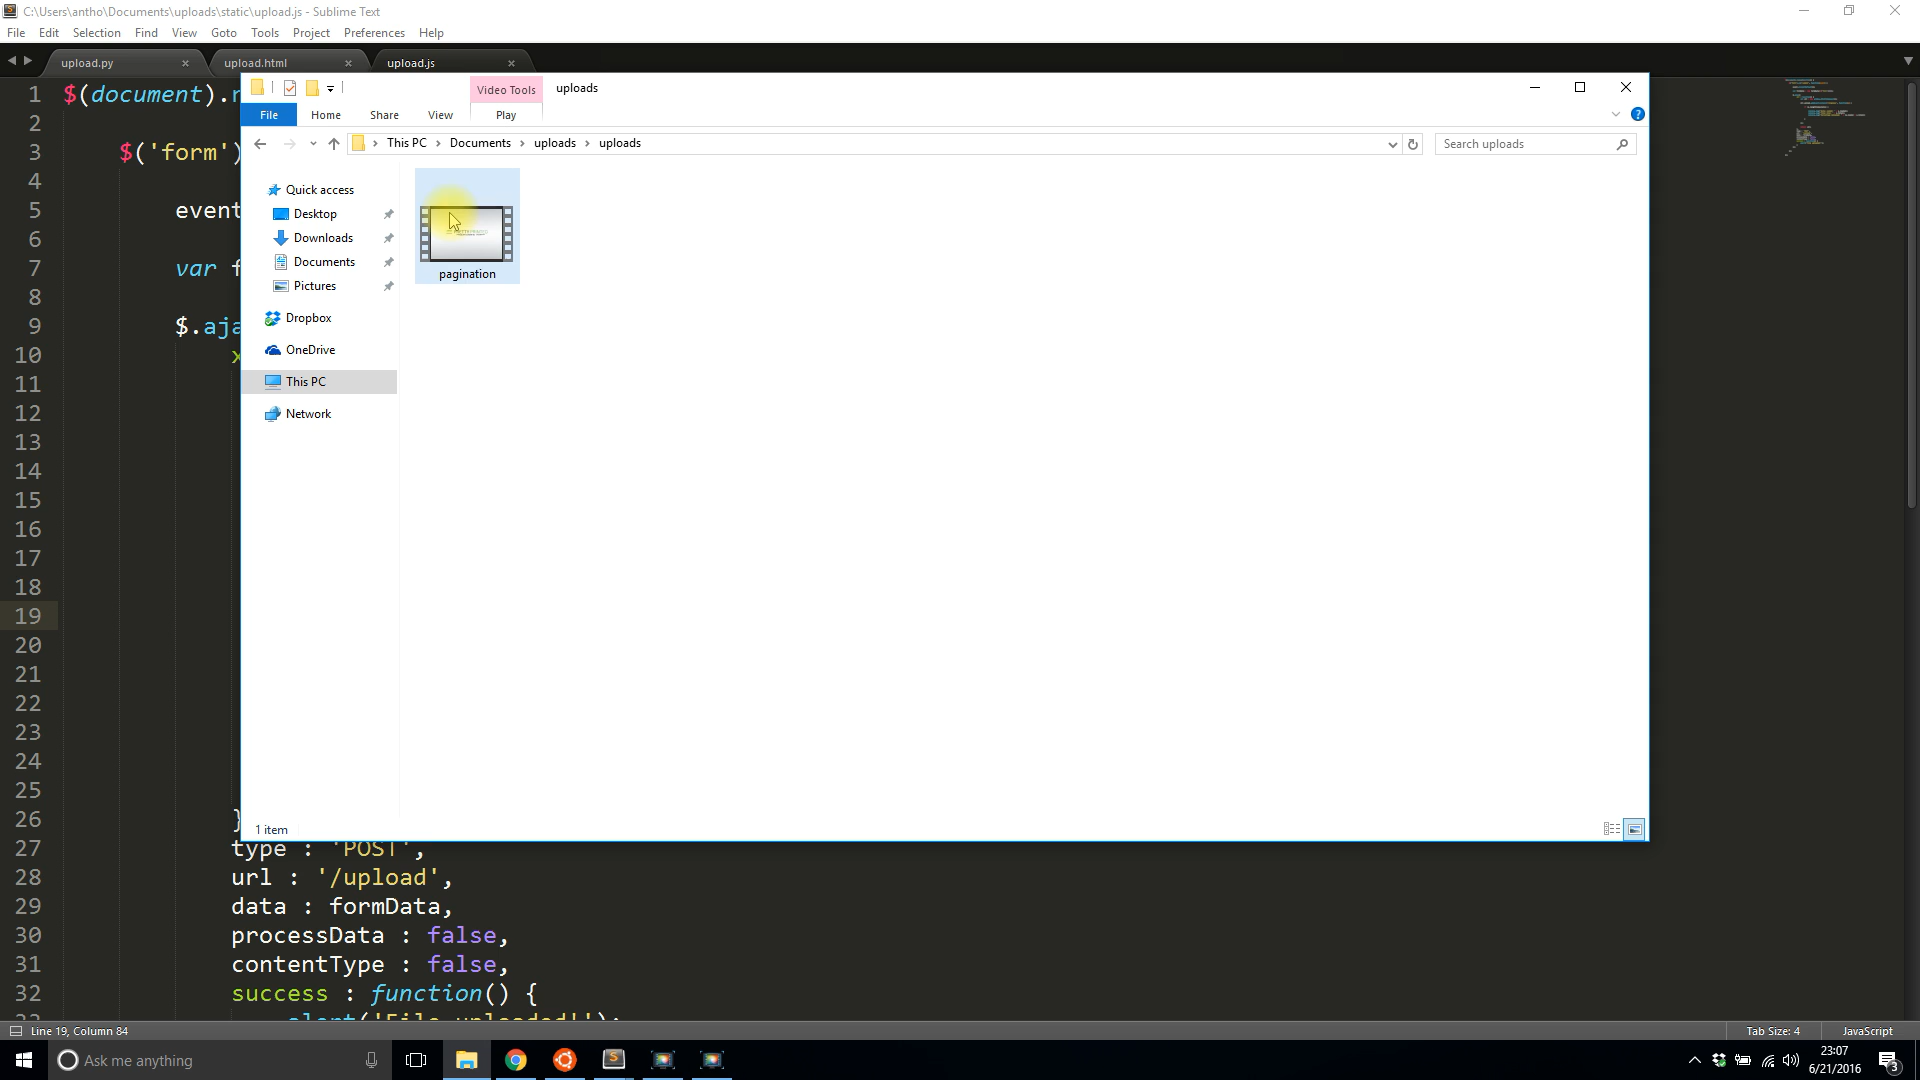 C:\Users\antho\Documents\uploads\static\upload.js - Sublime Text
File Edit Selection Find View Goto Tools Project Preferences Help
upload.py upload.html upload.js
Video Tools uploads
File Home Share View Play
This PC Documents uploads uploads Search uploads
Quick access
Desktop
Downloads
Documents
Pictures
Dropbox
OneDrive
This PC
Network
pagination
1 item
1 $(document).
2
3 $('form')
4
5 event
6
7 var f
8
9 $.aja
10 x
11
12
13
14
15
16
17
18
19
20
21
22
23
24
25
26 }
27 type : 'POST',
28 url : '/upload',
29 data : formData,
30 processData : false,
31 contentType : false,
32 success : function() {
alert('File uploaded!');
Line 19, Column 84 Tab Size: 4 JavaScript
Ask me anything
23:07
6/21/2016
3